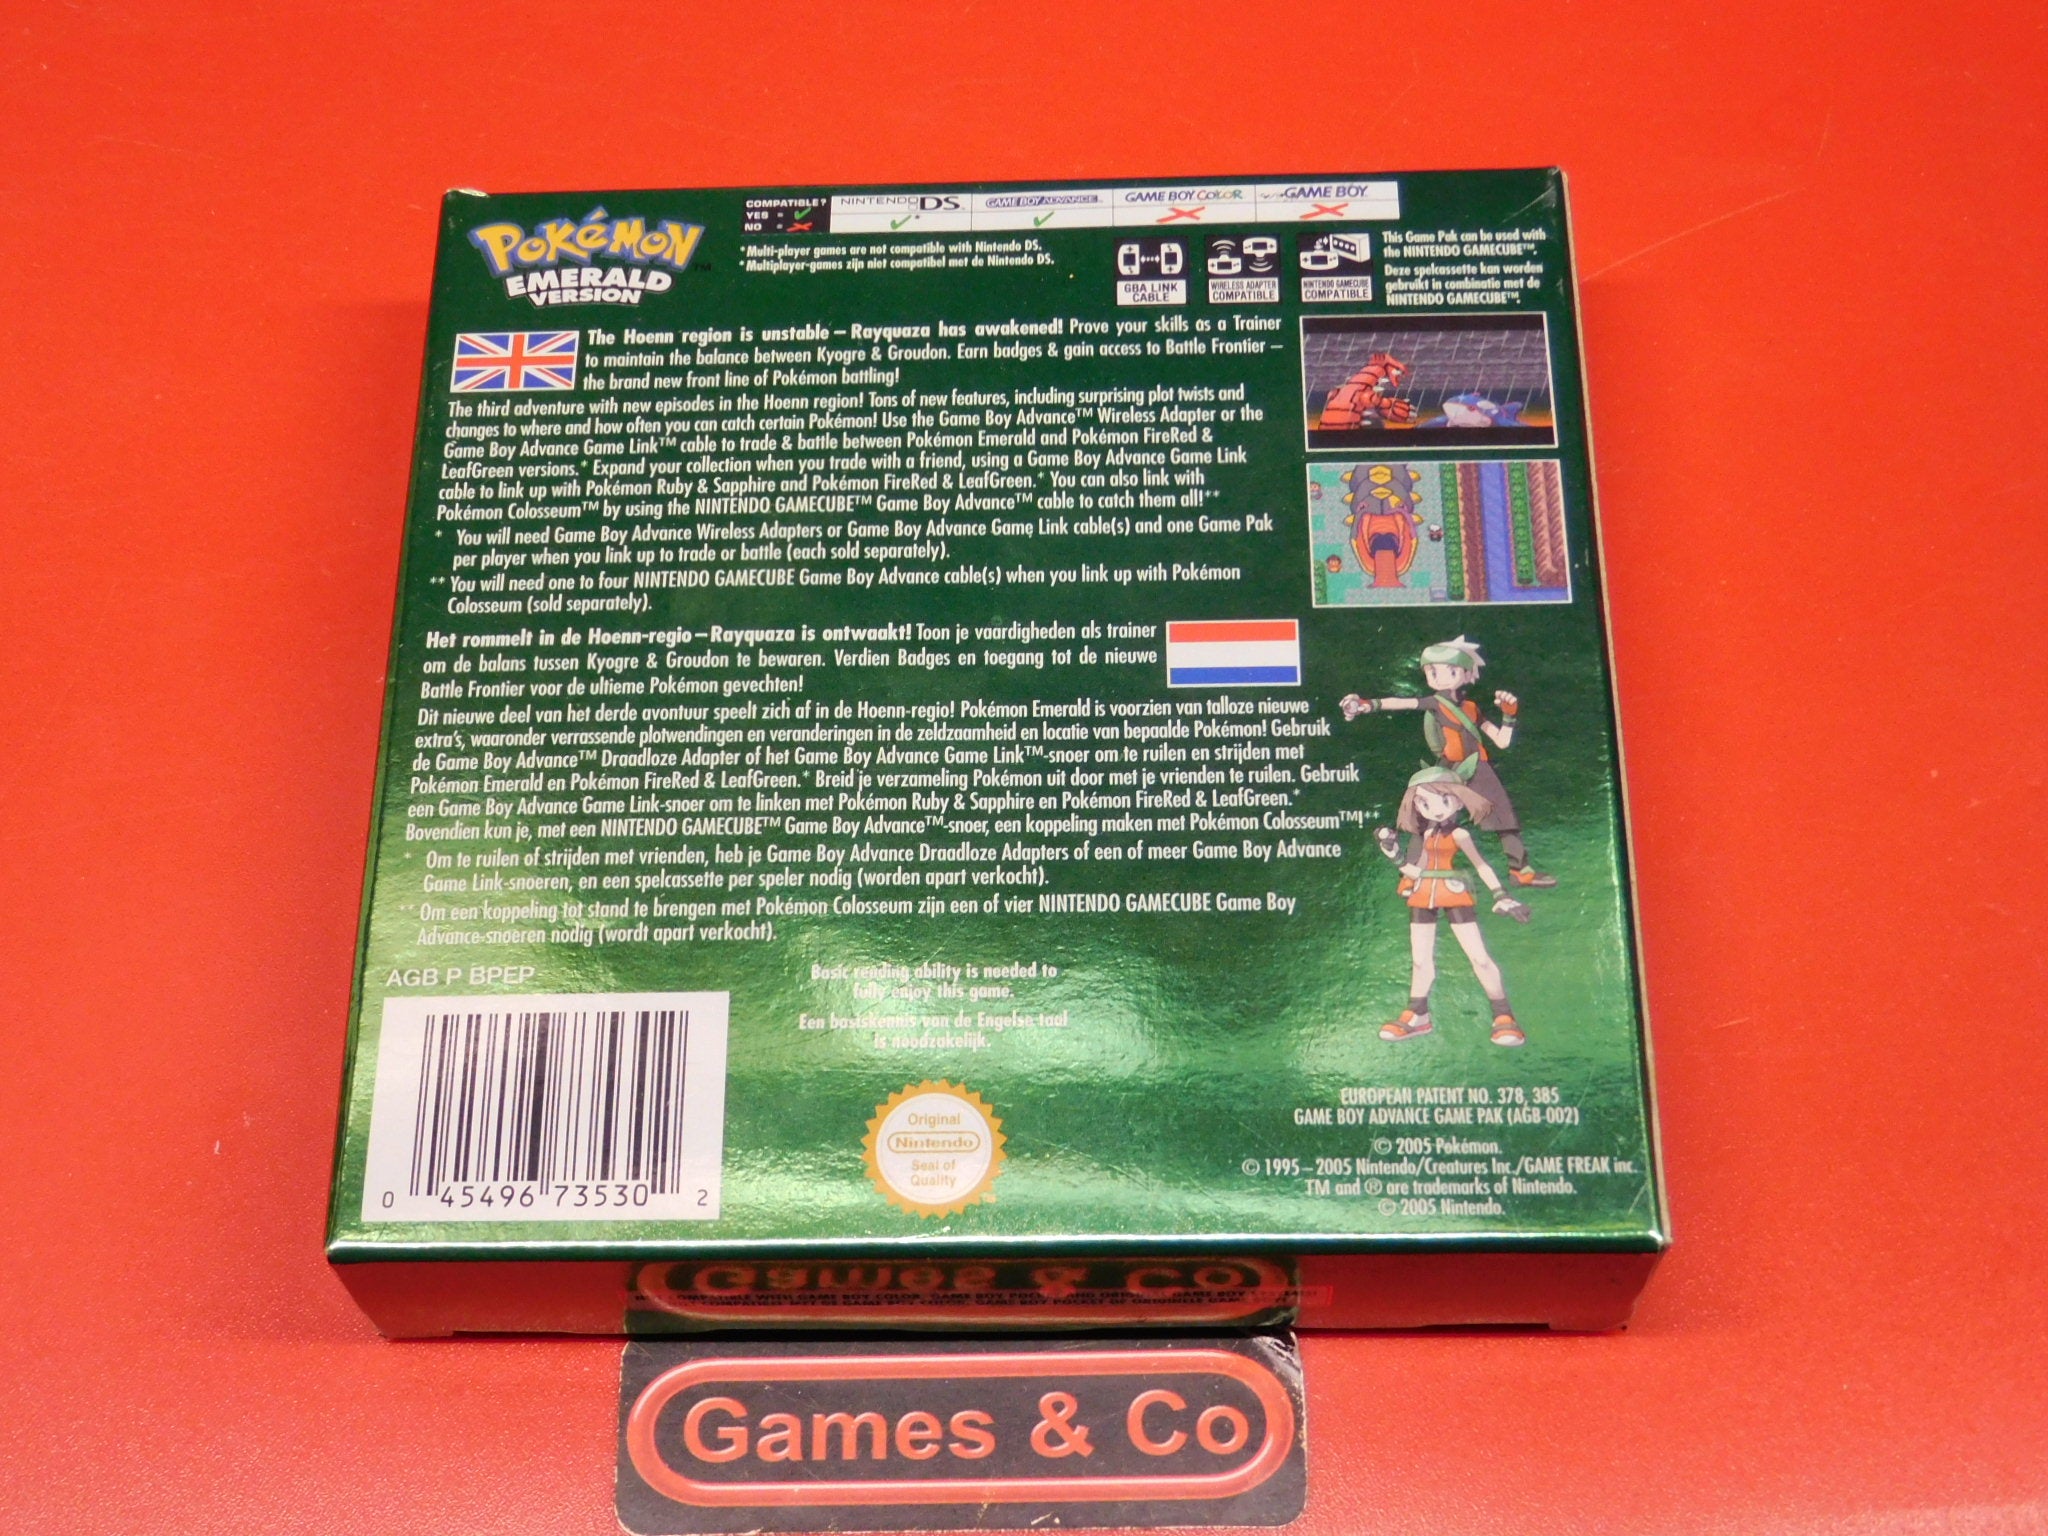 POKéMON™
EMERALD
VERSION
COMPATIBLE?
YES =
NO =
NINTENDO DS
GAME BOY ADVANCE
GAME BOY COLOR
GAME BOY
*Multi-player games are not compatible with Nintendo DS.
*Multiplayer-games zijn niet compatibel met de Nintendo DS.
GBA LINK
CABLE
WIRELESS ADAPTER
COMPATIBLE
NINTENDO GAMECUBE
COMPATIBLE
This Game Pak can be used with
the NINTENDO GAMECUBE™.
Deze spelcassette kan worden
gebruikt in combinatie met de
NINTENDO GAMECUBE™.
The Hoenn region is unstable – Rayquaza has awakened! Prove your skills as a Trainer
to maintain the balance between Kyogre & Groudon. Earn badges & gain access to Battle Frontier –
the brand new front line of Pokémon battling!
The third adventure with new episodes in the Hoenn region! Tons of new features, including surprising plot twists and
changes to where and how often you can catch certain Pokémon! Use the Game Boy Advance™ Wireless Adapter or the
Game Boy Advance Game Link™ cable to trade & battle between Pokémon Emerald and Pokémon FireRed &
LeafGreen versions.* Expand your collection when you trade with a friend, using a Game Boy Advance Game Link
cable to link up with Pokémon Ruby & Sapphire and Pokémon FireRed & LeafGreen.* You can also link with
Pokémon Colosseum™ by using the NINTENDO GAMECUBE™ Game Boy Advance™ cable to catch them all!**
* You will need Game Boy Advance Wireless Adapters or Game Boy Advance Game Link cable(s) and one Game Pak
per player when you link up to trade or battle (each sold separately).
** You will need one to four NINTENDO GAMECUBE Game Boy Advance cable(s) when you link up with Pokémon
Colosseum (sold separately).
Het rommelt in de Hoenn-regio – Rayquaza is ontwaakt! Toon je vaardigheden als trainer
om de balans tussen Kyogre & Groudon te bewaren. Verdien Badges en toegang tot de nieuwe
Battle Frontier voor de ultieme Pokémon gevechten!
Dit nieuwe deel van het derde avontuur speelt zich af in de Hoenn-regio! Pokémon Emerald is voorzien van talloze nieuwe
extra's, waaronder verrassende plotwendingen en veranderingen in de zeldzaamheid en locatie van bepaalde Pokémon! Gebruik
de Game Boy Advance™ Draadloze Adapter of het Game Boy Advance Game Link™-snoer om te ruilen en strijden met
Pokémon Emerald en Pokémon FireRed & LeafGreen.* Breid je verzameling Pokémon uit door met je vrienden te ruilen. Gebruik
een Game Boy Advance Game Link-snoer om te linken met Pokémon Ruby & Sapphire en Pokémon FireRed & LeafGreen.*
Bovendien kun je, met een NINTENDO GAMECUBE™ Game Boy Advance™-snoer, een koppeling maken met Pokémon Colosseum™!**
* Om te ruilen of strijden met vrienden, heb je Game Boy Advance Draadloze Adapters of een of meer Game Boy Advance
Game Link-snoeren, en een spelcassette per speler nodig (worden apart verkocht).
** Om een koppeling tot stand te brengen met Pokémon Colosseum zijn een of vier NINTENDO GAMECUBE Game Boy
Advance-snoeren nodig (wordt apart verkocht).
AGB P BPEP
Basic reading ability is needed to
fully enjoy this game.
Een basiskennis van de Engelse taal
is noodzakelijk.
0 45496 73530 2
Original
Nintendo
Seal of
Quality
™
EUROPEAN PATENT NO. 378, 385
GAME BOY ADVANCE GAME PAK (AGB-002)
© 2005 Pokémon.
© 1995–2005 Nintendo/Creatures Inc./GAME FREAK inc.
TM and ® are trademarks of Nintendo.
© 2005 Nintendo.
Games & Co